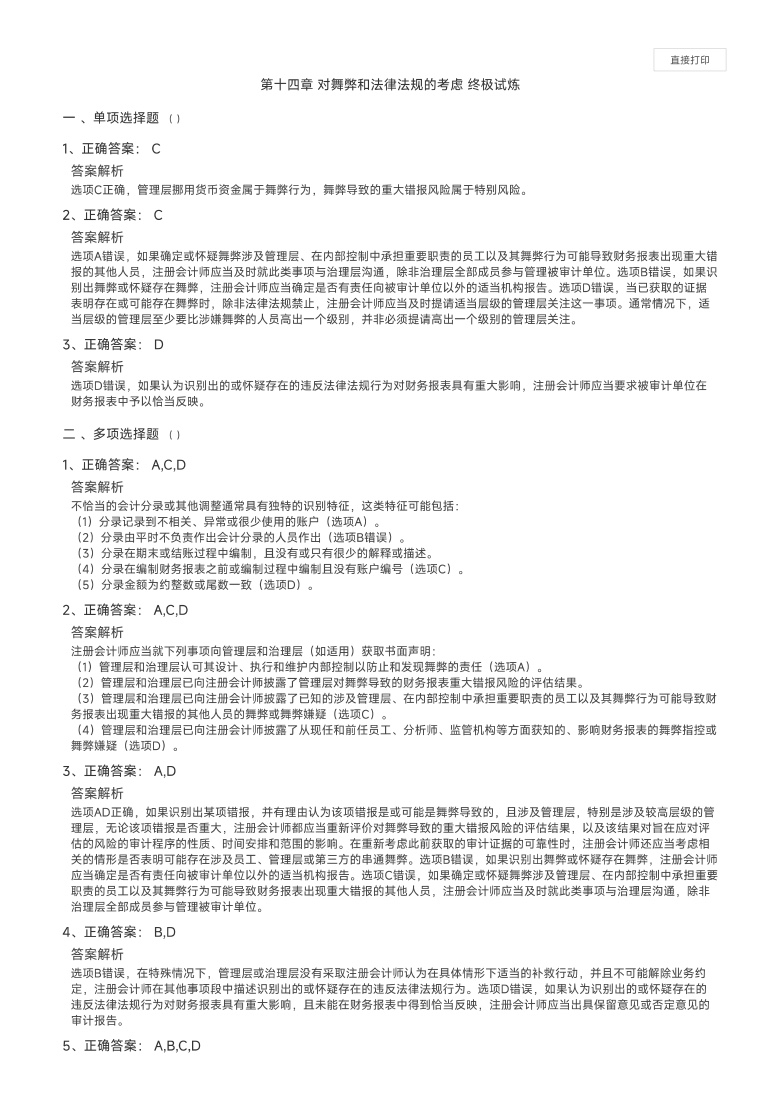 直接打印
第十四章 对舞弊和法律法规的考虑 终极试炼
一 、单项选择题 （ ）
1、正确答案： C
答案解析
选项C正确，管理层挪用货币资金属于舞弊行为，舞弊导致的重大错报风险属于特别风险。
2、正确答案： C
答案解析
选项A错误，如果确定或怀疑舞弊涉及管理层、在内部控制中承担重要职责的员工以及其舞弊行为可能导致财务报表出现重大错
报的其他人员，注册会计师应当及时就此类事项与治理层沟通，除非治理层全部成员参与管理被审计单位。选项B错误，如果识
别出舞弊或怀疑存在舞弊，注册会计师应当确定是否有责任向被审计单位以外的适当机构报告。选项D错误，当已获取的证据
表明存在或可能存在舞弊时，除非法律法规禁止，注册会计师应当及时提请适当层级的管理层关注这一事项。通常情况下，适
当层级的管理层至少要比涉嫌舞弊的人员高出一个级别，并非必须提请高出一个级别的管理层关注。
3、正确答案： D
答案解析
选项D错误，如果认为识别出的或怀疑存在的违反法律法规行为对财务报表具有重大影响，注册会计师应当要求被审计单位在
财务报表中予以恰当反映。
二 、多项选择题 （ ）
1、正确答案： A,C,D
答案解析
不恰当的会计分录或其他调整通常具有独特的识别特征，这类特征可能包括：
（1）分录记录到不相关、异常或很少使用的账户（选项A）。
（2）分录由平时不负责作出会计分录的人员作出（选项B错误）。
（3）分录在期末或结账过程中编制，且没有或只有很少的解释或描述。
（4）分录在编制财务报表之前或编制过程中编制且没有账户编号（选项C）。
（5）分录金额为约整数或尾数一致（选项D）。
2、正确答案： A,C,D
答案解析
注册会计师应当就下列事项向管理层和治理层（如适用）获取书面声明：
（1）管理层和治理层认可其设计、执行和维护内部控制以防止和发现舞弊的责任（选项A）。
（2）管理层和治理层已向注册会计师披露了管理层对舞弊导致的财务报表重大错报风险的评估结果。
（3）管理层和治理层已向注册会计师披露了已知的涉及管理层、在内部控制中承担重要职责的员工以及其舞弊行为可能导致财
务报表出现重大错报的其他人员的舞弊或舞弊嫌疑（选项C）。
（4）管理层和治理层已向注册会计师披露了从现任和前任员工、分析师、监管机构等方面获知的、影响财务报表的舞弊指控或
舞弊嫌疑（选项D）。
3、正确答案： A,D
答案解析
选项AD正确，如果识别出某项错报，并有理由认为该项错报是或可能是舞弊导致的，且涉及管理层，特别是涉及较高层级的管
理层，无论该项错报是否重大，注册会计师都应当重新评价对舞弊导致的重大错报风险的评估结果，以及该结果对旨在应对评
估的风险的审计程序的性质、时间安排和范围的影响。在重新考虑此前获取的审计证据的可靠性时，注册会计师还应当考虑相
关的情形是否表明可能存在涉及员工、管理层或第三方的串通舞弊。选项B错误，如果识别出舞弊或怀疑存在舞弊，注册会计师
应当确定是否有责任向被审计单位以外的适当机构报告。选项C错误，如果确定或怀疑舞弊涉及管理层、在内部控制中承担重要
职责的员工以及其舞弊行为可能导致财务报表出现重大错报的其他人员，注册会计师应当及时就此类事项与治理层沟通，除非
治理层全部成员参与管理被审计单位。
4、正确答案： B,D
答案解析
选项B错误，在特殊情况下，管理层或治理层没有采取注册会计师认为在具体情形下适当的补救行动，并且不可能解除业务约
定，注册会计师在其他事项段中描述识别出的或怀疑存在的违反法律法规行为。选项D错误，如果认为识别出的或怀疑存在的
违反法律法规行为对财务报表具有重大影响，且未能在财务报表中得到恰当反映，注册会计师应当出具保留意见或否定意见的
审计报告。
5、正确答案： A,B,C,D